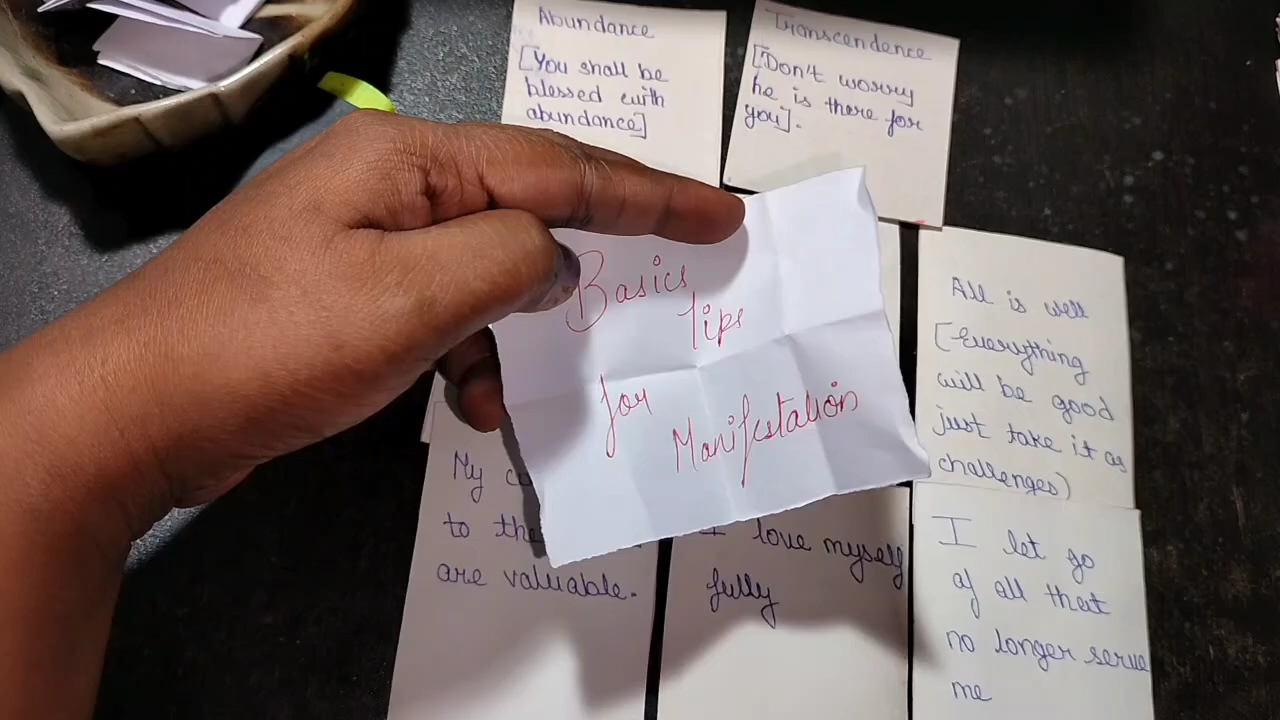 Abundance
[You shall be
blessed with
abundance]
Transcendence
[Don't worry
he is there for
you].
Basics
Tips
for
Manifestation
All is well
[Everything
will be good
just take it as
challenges)
My
to the
are valuable.
I love myself
fully
I let go
of all that
no longer serve
me